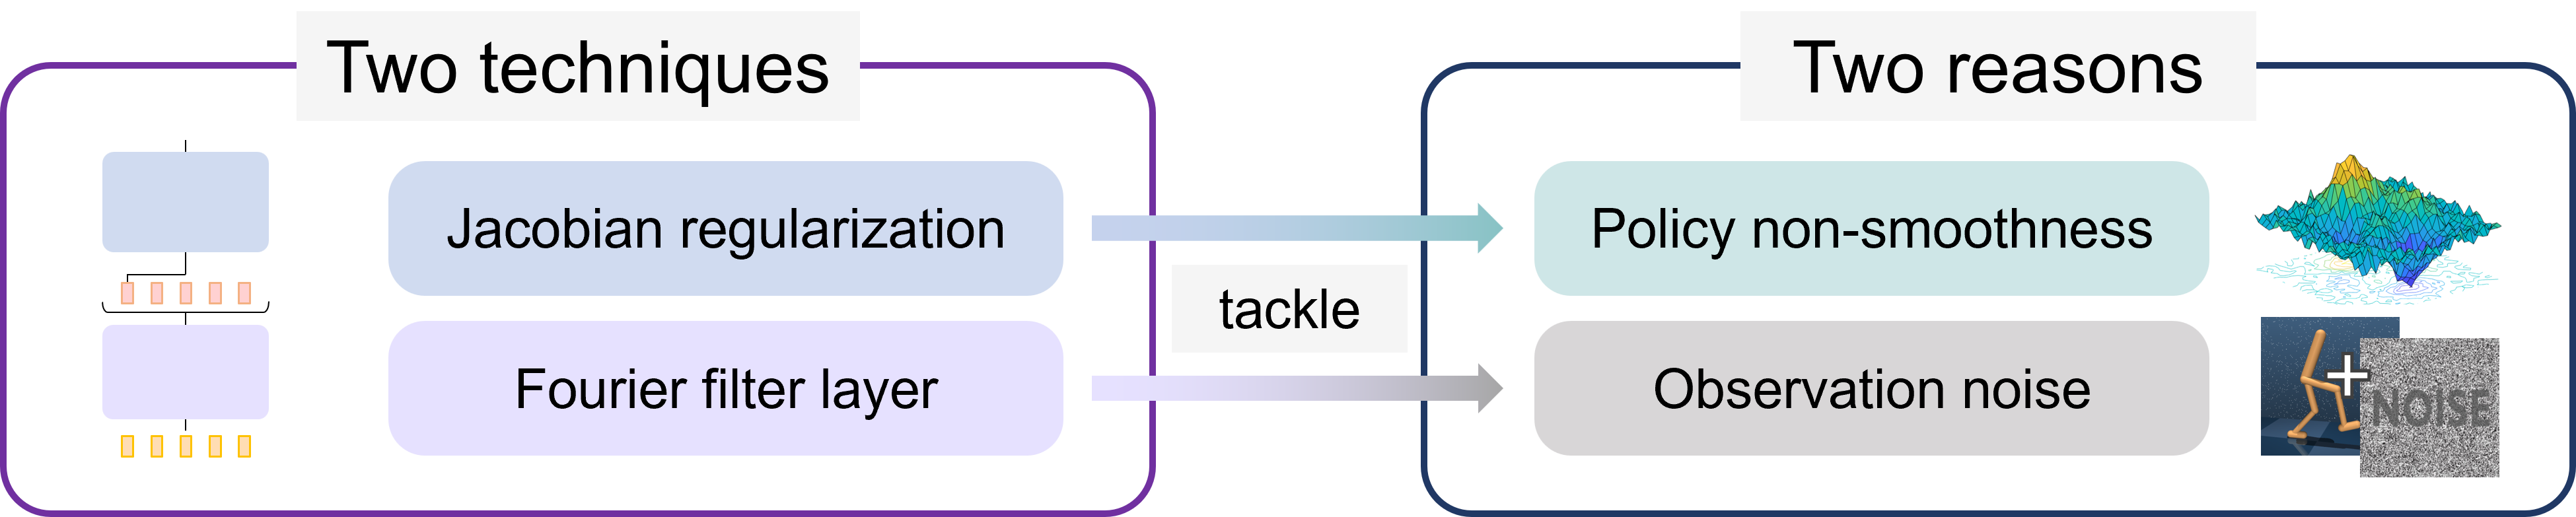 Two techniques
Two reasons
Jacobian regularization
Policy non-smoothness
tackle
Fourier filter layer
Observation noise
NOISE